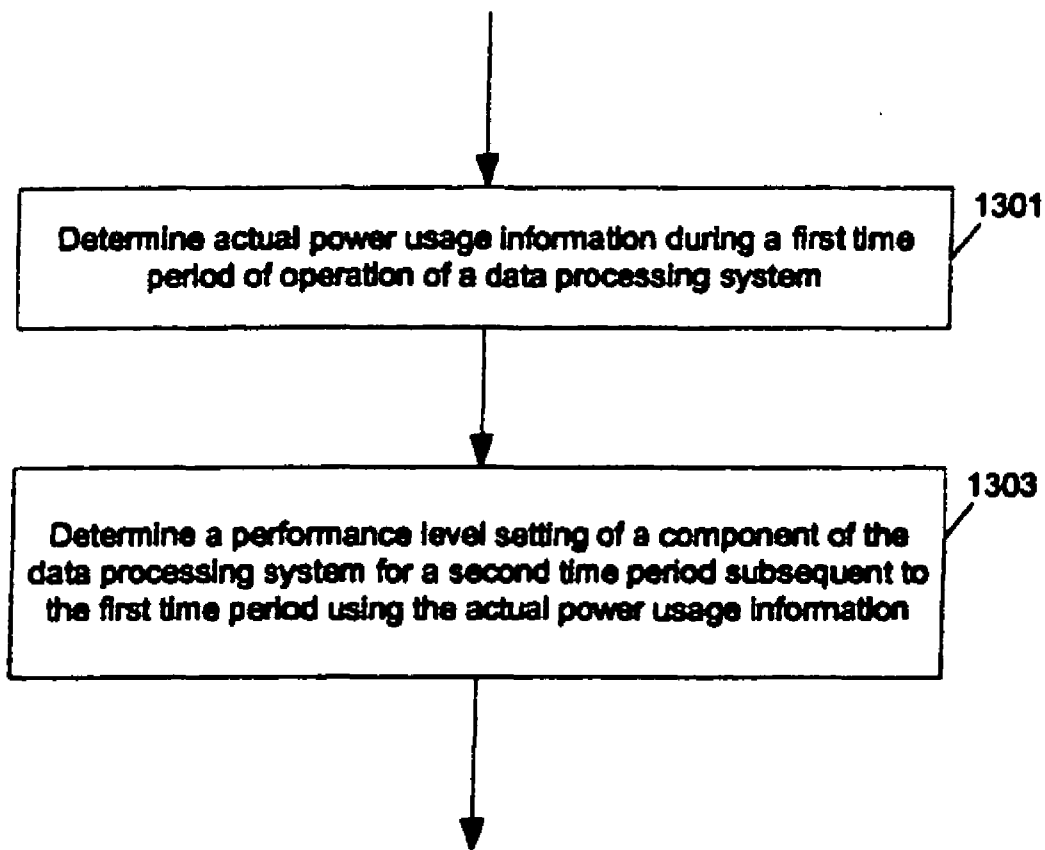 1301
Determine actual power usage information during a first time
period of operation of a data processing system
1303
Determine a performance level setting of a component of the
data processing system for a second time period subsequent to
the first time period using the actual power usage information